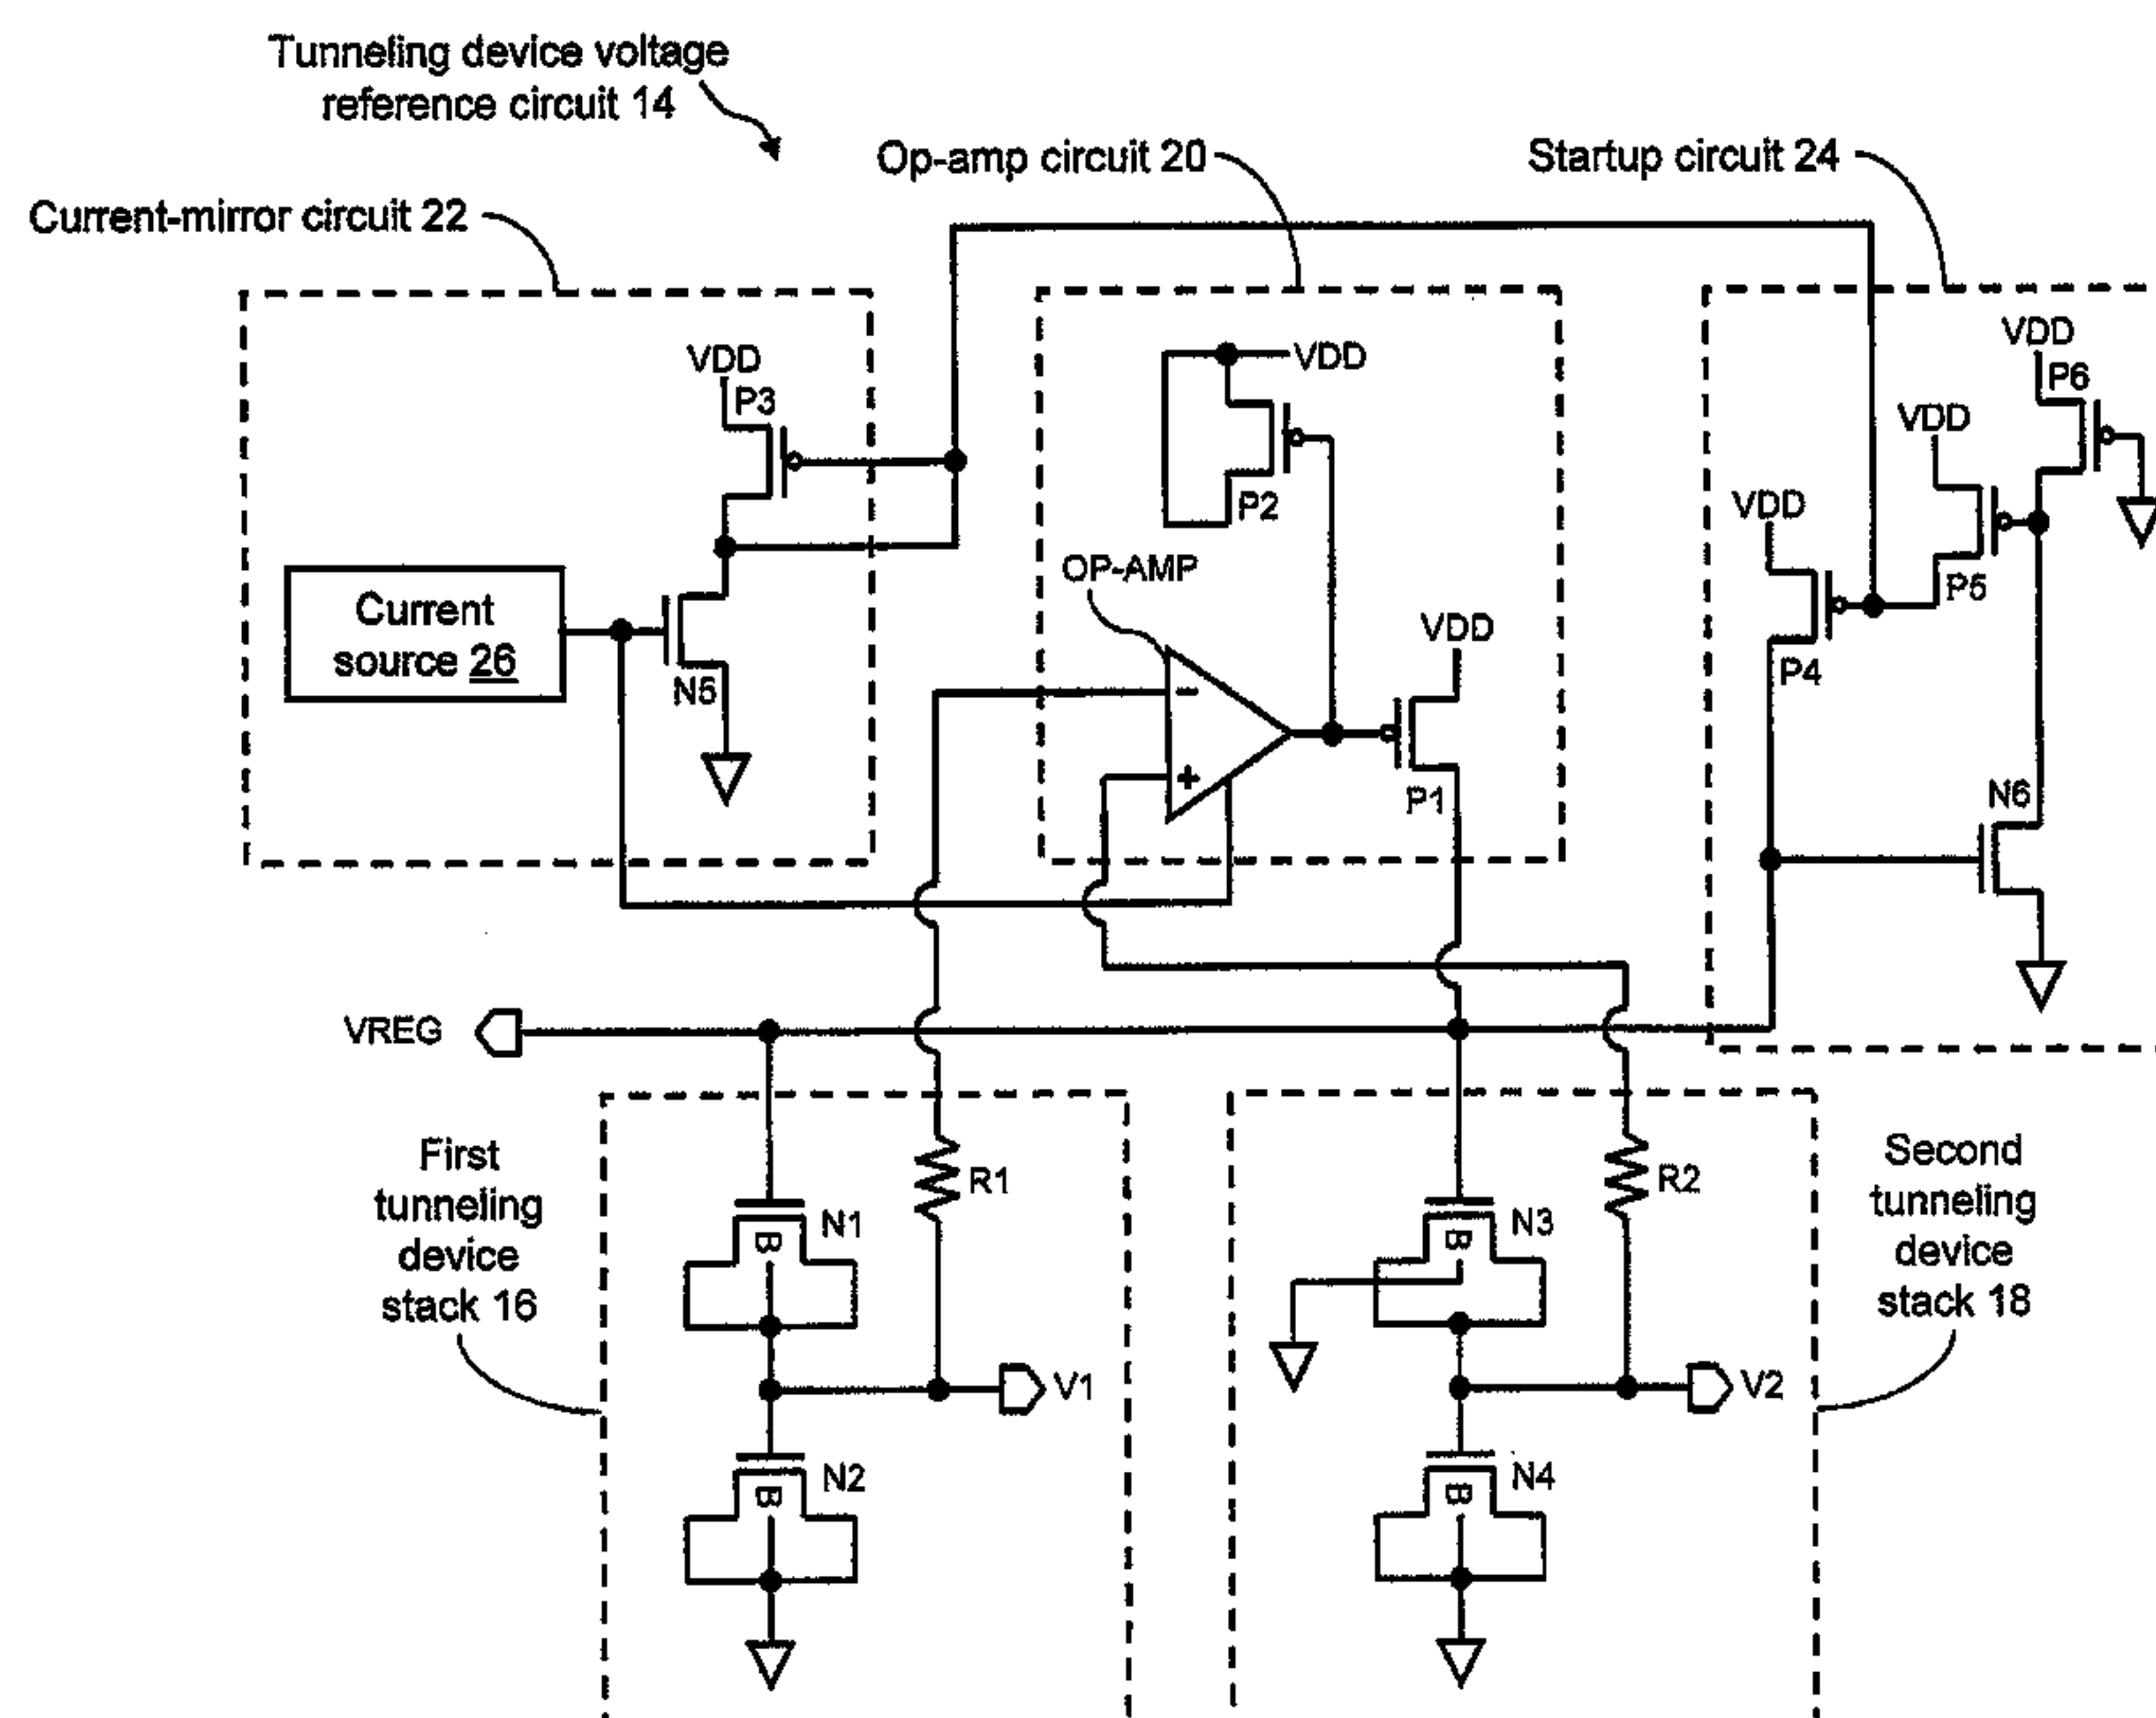 Tunneling device voltage
reference circuit 14
Op-amp circuit 20
Startup circuit 24
Current-mirror circuit 22
VDD
P3
VDD
P2
VDD
P6
VDD
P5
VDD
P4
OP-AMP
Current
source 26
N5
VDD
-
+
P1
N6
VREG
First
tunneling
device
stack 16
N1
B
R1
N3
B
R2
Second
tunneling
device
stack 18
V1
V2
N2
B
N4
B